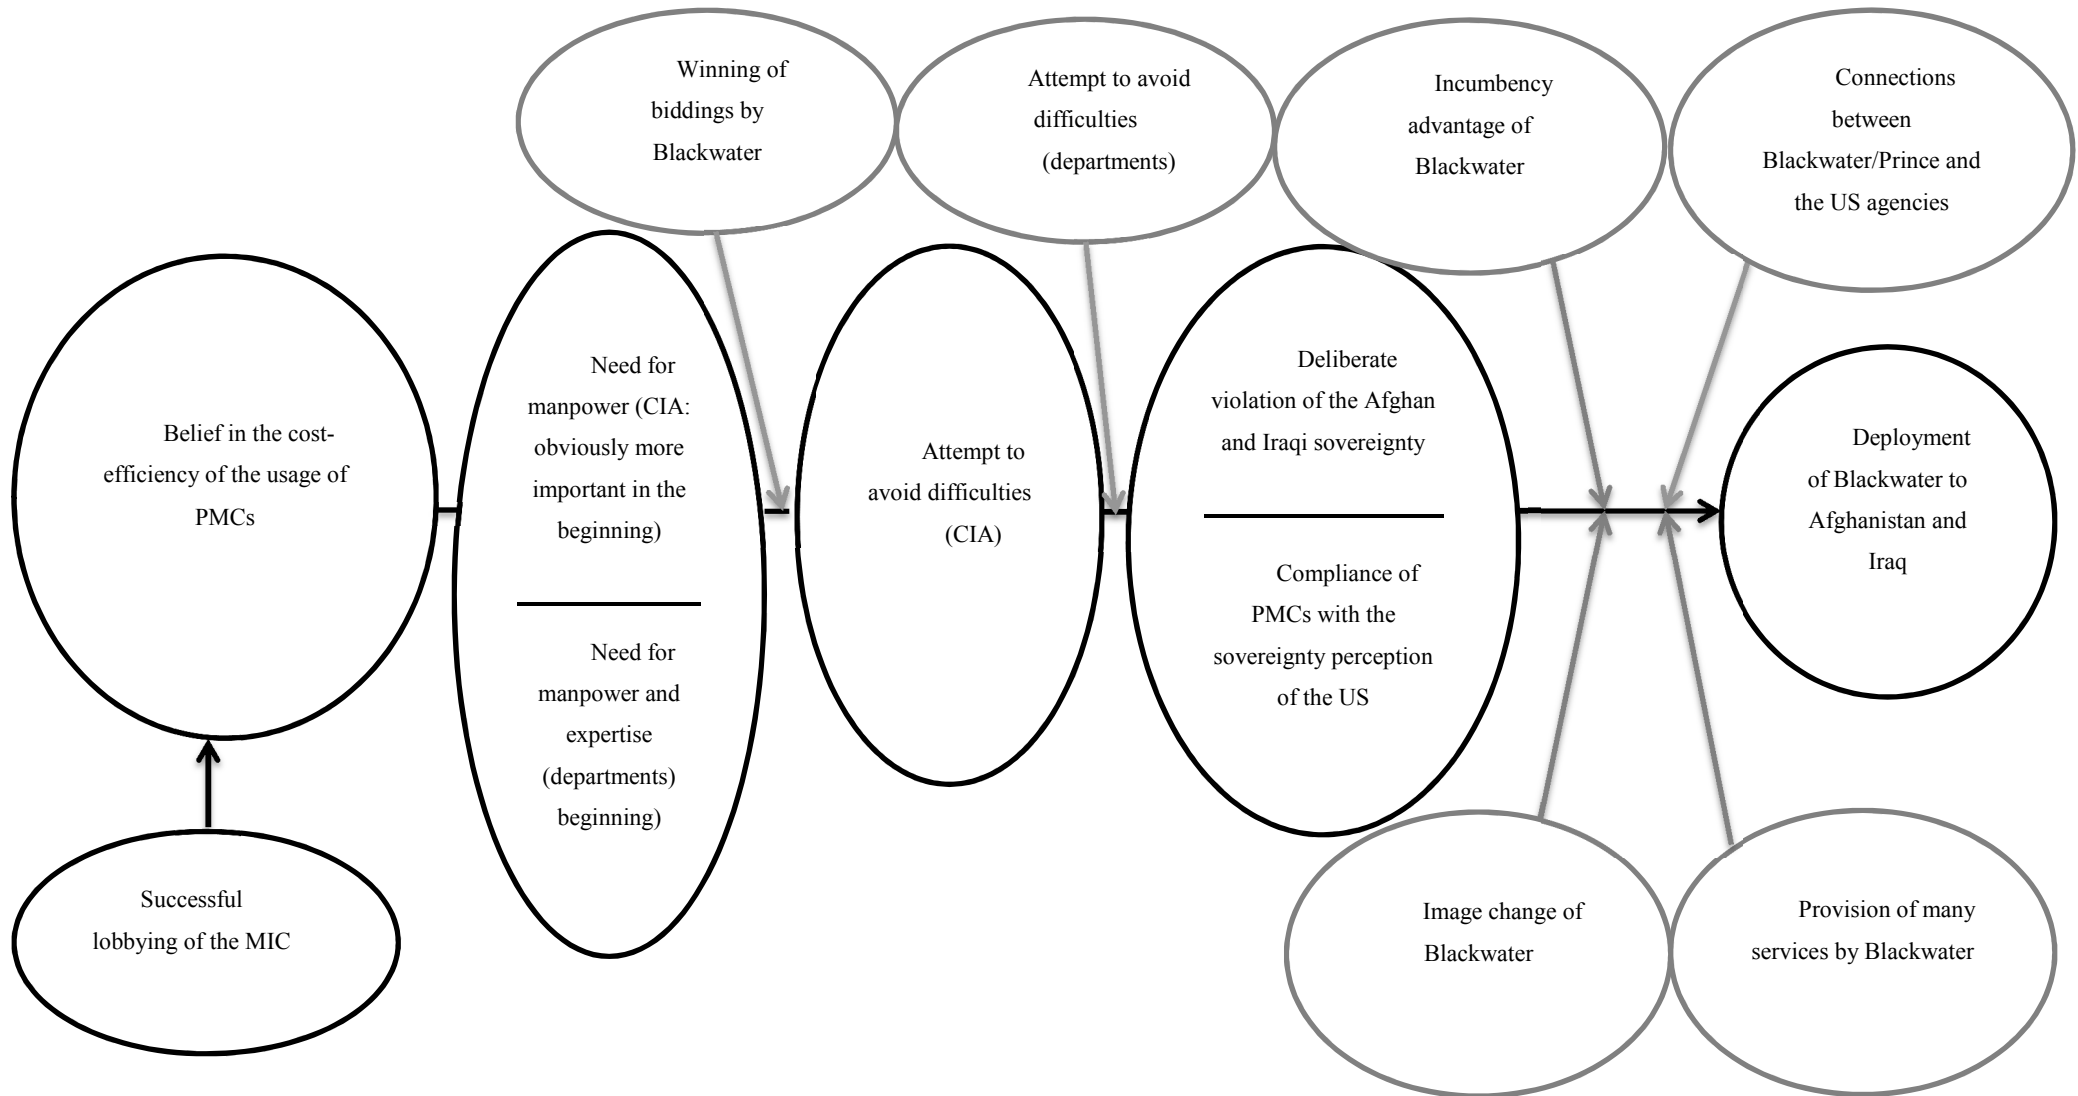 Winning of
biddings by
Blackwater
Attempt to avoid
difficulties
(departments)
Incumbency
advantage of
Blackwater
Connections
between
Blackwater/Prince and
the US agencies
Belief in the cost-
efficiency of the usage of
PMCs
Need for
manpower (CIA:
obviously more
important in the
beginning)
Need for
manpower and
expertise
(departments)
beginning)
Attempt to
avoid difficulties
(CIA)
Deliberate
violation of the Afghan
and Iraqi sovereignty
Compliance of
PMCs with the
sovereignty perception
of the US
Deployment
of Blackwater to
Afghanistan and
Iraq
Successful
lobbying of the MIC
Image change of
Blackwater
Provision of many
services by Blackwater